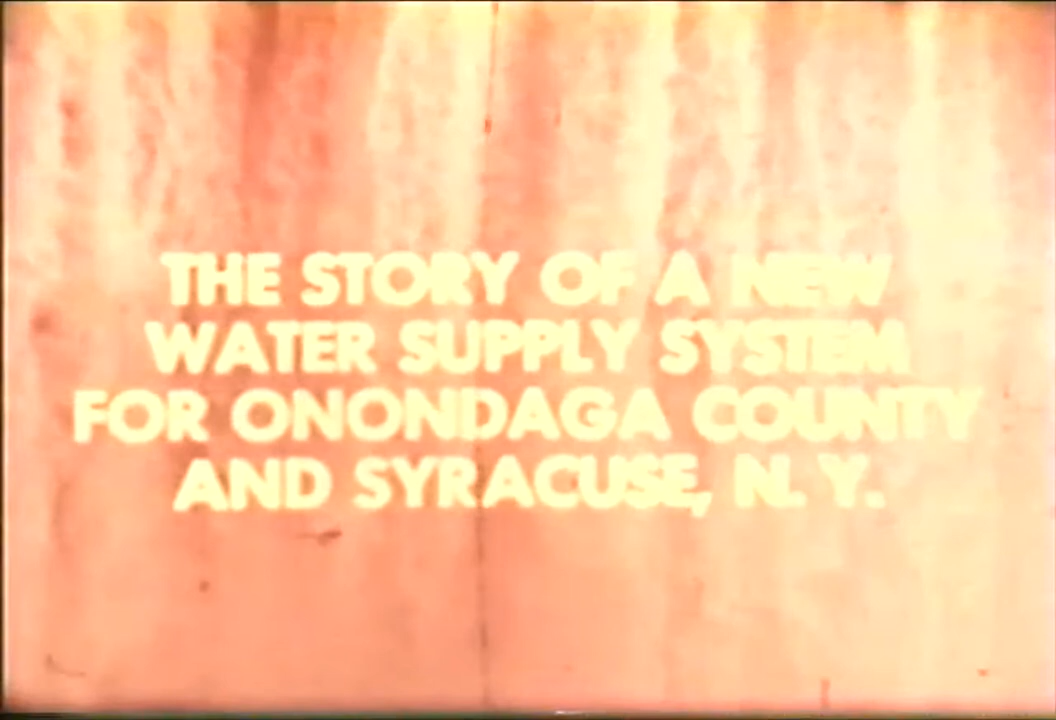 THE STORY OF A NEW
WATER SUPPLY SYSTEM
FOR ONONDAGA COUNTY
AND SYRACUSE, N. Y.